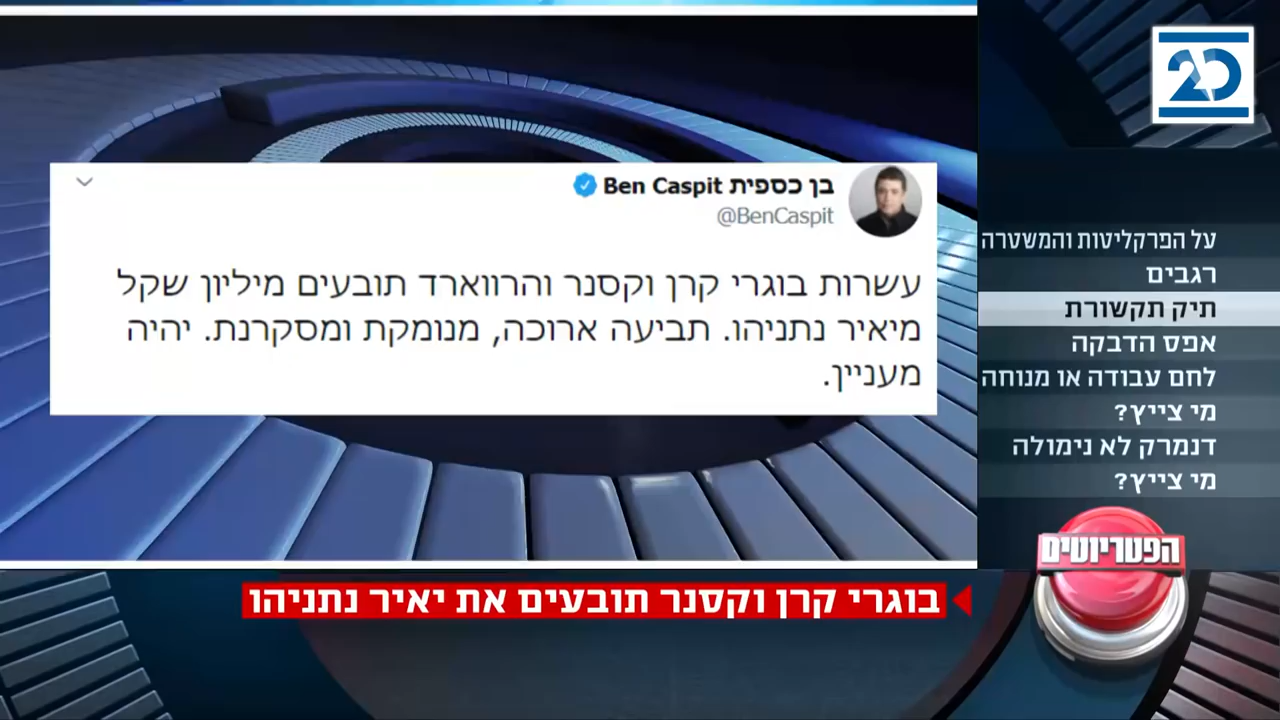 בן כספית Ben Caspit
@BenCaspit
עשרות בוגרי קרן וקסנר והרווארד תובעים מיליון שקל
מיאיר נתניהו. תביעה ארוכה, מנומקת ומסקרנת. יהיה
מעניין.
20
על הפרקליטות והמשטרה
רגבים
תיק תקשורת
אפס הדבקה
לחם עבודה או מנוחה
מי צייץ?
דנמרק לא נימולה
מי צייץ?
הפטריוטים
בוגרי קרן וקסנר תובעים את יאיר נתניהו